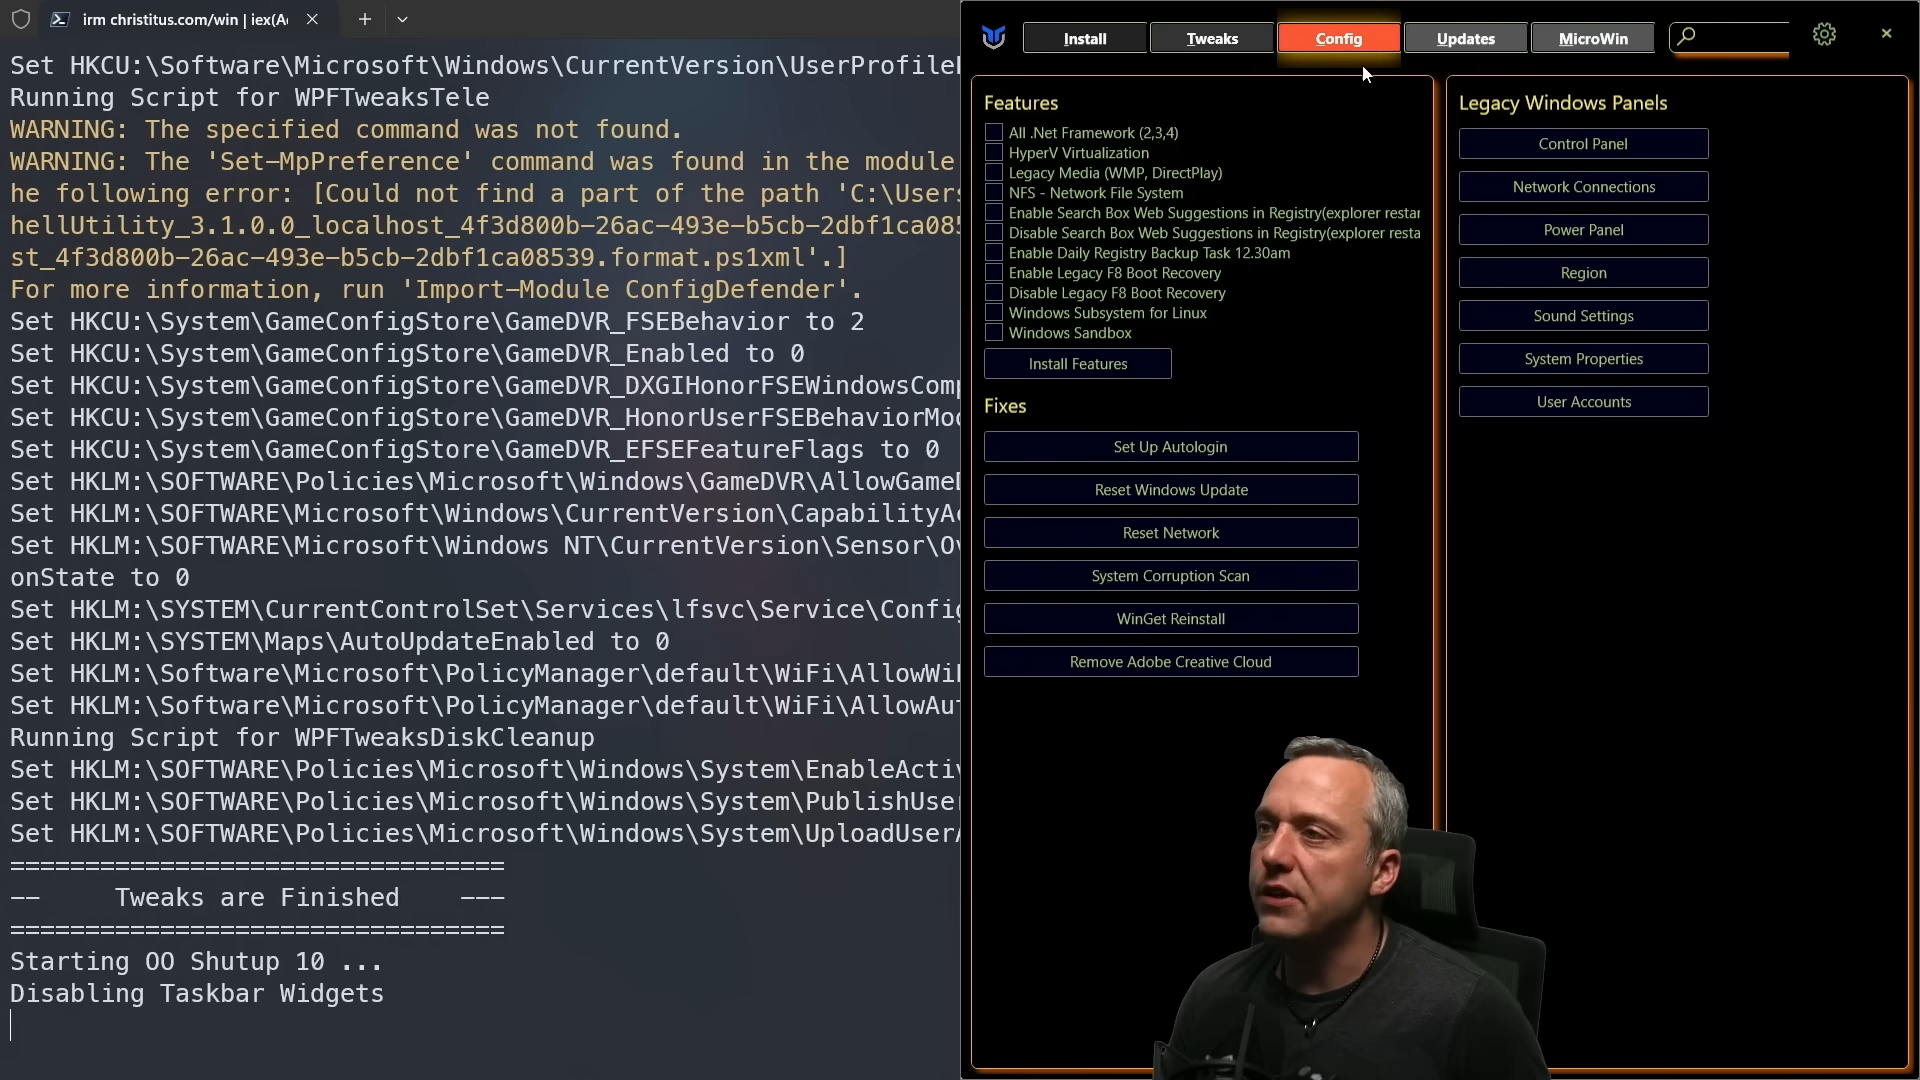 irm christitus.com/win | iex(Ac
Set HKCU:\Software\Microsoft\Windows\CurrentVersion\UserProfile
Running Script for WPFTweaksTele
WARNING: The specified command was not found.
WARNING: The 'Set-MpPreference' command was found in the module
he following error: [Could not find a part of the path 'C:\Users
hellUtility_3.1.0.0_localhost_4f3d800b-26ac-493e-b5cb-2dbf1ca085
st_4f3d800b-26ac-493e-b5cb-2dbf1ca08539.format.ps1xml'.]
For more information, run 'Import-Module ConfigDefender'.
Set HKCU:\System\GameConfigStore\GameDVR_FSEBehavior to 2
Set HKCU:\System\GameConfigStore\GameDVR_Enabled to 0
Set HKCU:\System\GameConfigStore\GameDVR_DXGIHonorFSEWindowsComp
Set HKCU:\System\GameConfigStore\GameDVR_HonorUserFSEBehaviorMod
Set HKCU:\System\GameConfigStore\GameDVR_EFSEFeatureFlags to 0
Set HKLM:\SOFTWARE\Policies\Microsoft\Windows\GameDVR\AllowGameD
Set HKLM:\SOFTWARE\Microsoft\Windows\CurrentVersion\CapabilityAc
Set HKLM:\SOFTWARE\Microsoft\Windows NT\CurrentVersion\Sensor\Ov
onState to 0
Set HKLM:\SYSTEM\CurrentControlSet\Services\lfsvc\Service\Config
Set HKLM:\SYSTEM\Maps\AutoUpdateEnabled to 0
Set HKLM:\Software\Microsoft\PolicyManager\default\WiFi\AllowWi
Set HKLM:\Software\Microsoft\PolicyManager\default\WiFi\AllowAut
Running Script for WPFTweaksDiskCleanup
Set HKLM:\SOFTWARE\Policies\Microsoft\Windows\System\EnableActiv
Set HKLM:\SOFTWARE\Policies\Microsoft\Windows\System\PublishUser
Set HKLM:\SOFTWARE\Policies\Microsoft\Windows\System\UploadUserA
=================================
-- Tweaks are Finished ---
=================================
Starting OO Shutup 10 ...
Disabling Taskbar Widgets
Install
Tweaks
Config
Updates
MicroWin
Features
All .Net Framework (2,3,4)
HyperV Virtualization
Legacy Media (WMP, DirectPlay)
NFS - Network File System
Enable Search Box Web Suggestions in Registry(explorer restar
Disable Search Box Web Suggestions in Registry(explorer resta
Enable Daily Registry Backup Task 12.30am
Enable Legacy F8 Boot Recovery
Disable Legacy F8 Boot Recovery
Windows Subsystem for Linux
Windows Sandbox
Install Features
Fixes
Set Up Autologin
Reset Windows Update
Reset Network
System Corruption Scan
WinGet Reinstall
Remove Adobe Creative Cloud
Legacy Windows Panels
Control Panel
Network Connections
Power Panel
Region
Sound Settings
System Properties
User Accounts